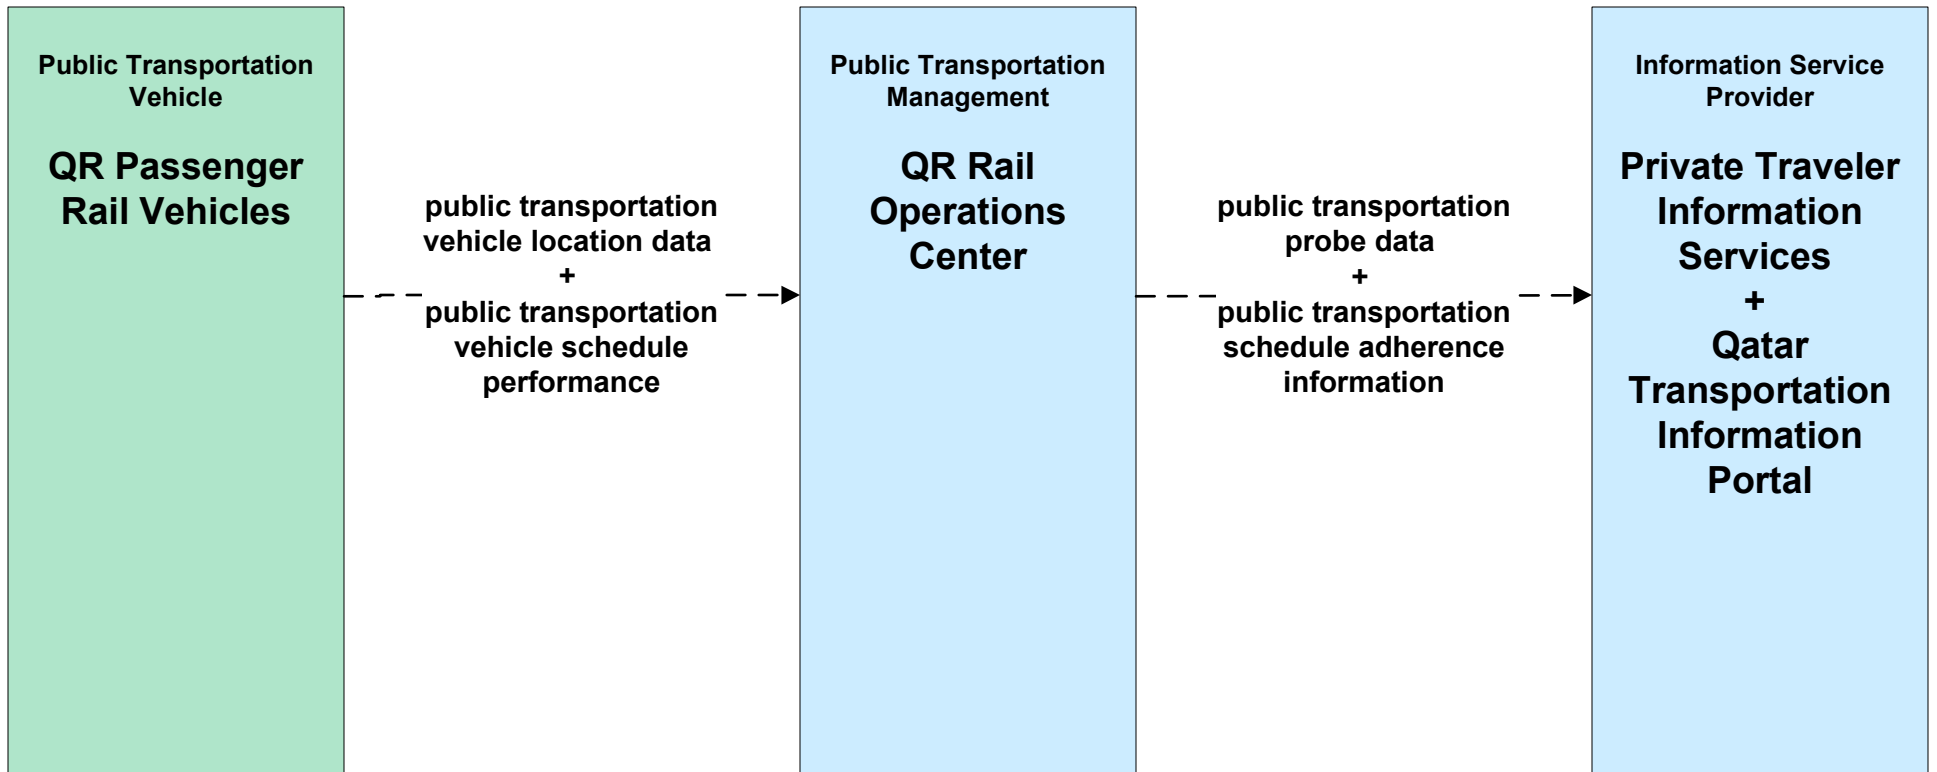 Public Transportation
Vehicle
QR Passenger
Rail Vehicles
public transportation
vehicle location data
+
public transportation
vehicle schedule
performance
Public Transportation
Management
QR Rail
Operations
Center
public transportation
probe data
+
public transportation
schedule adherence
information
Information Service
Provider
Private Traveler
Information
Services
+
Qatar
Transportation
Information
Portal